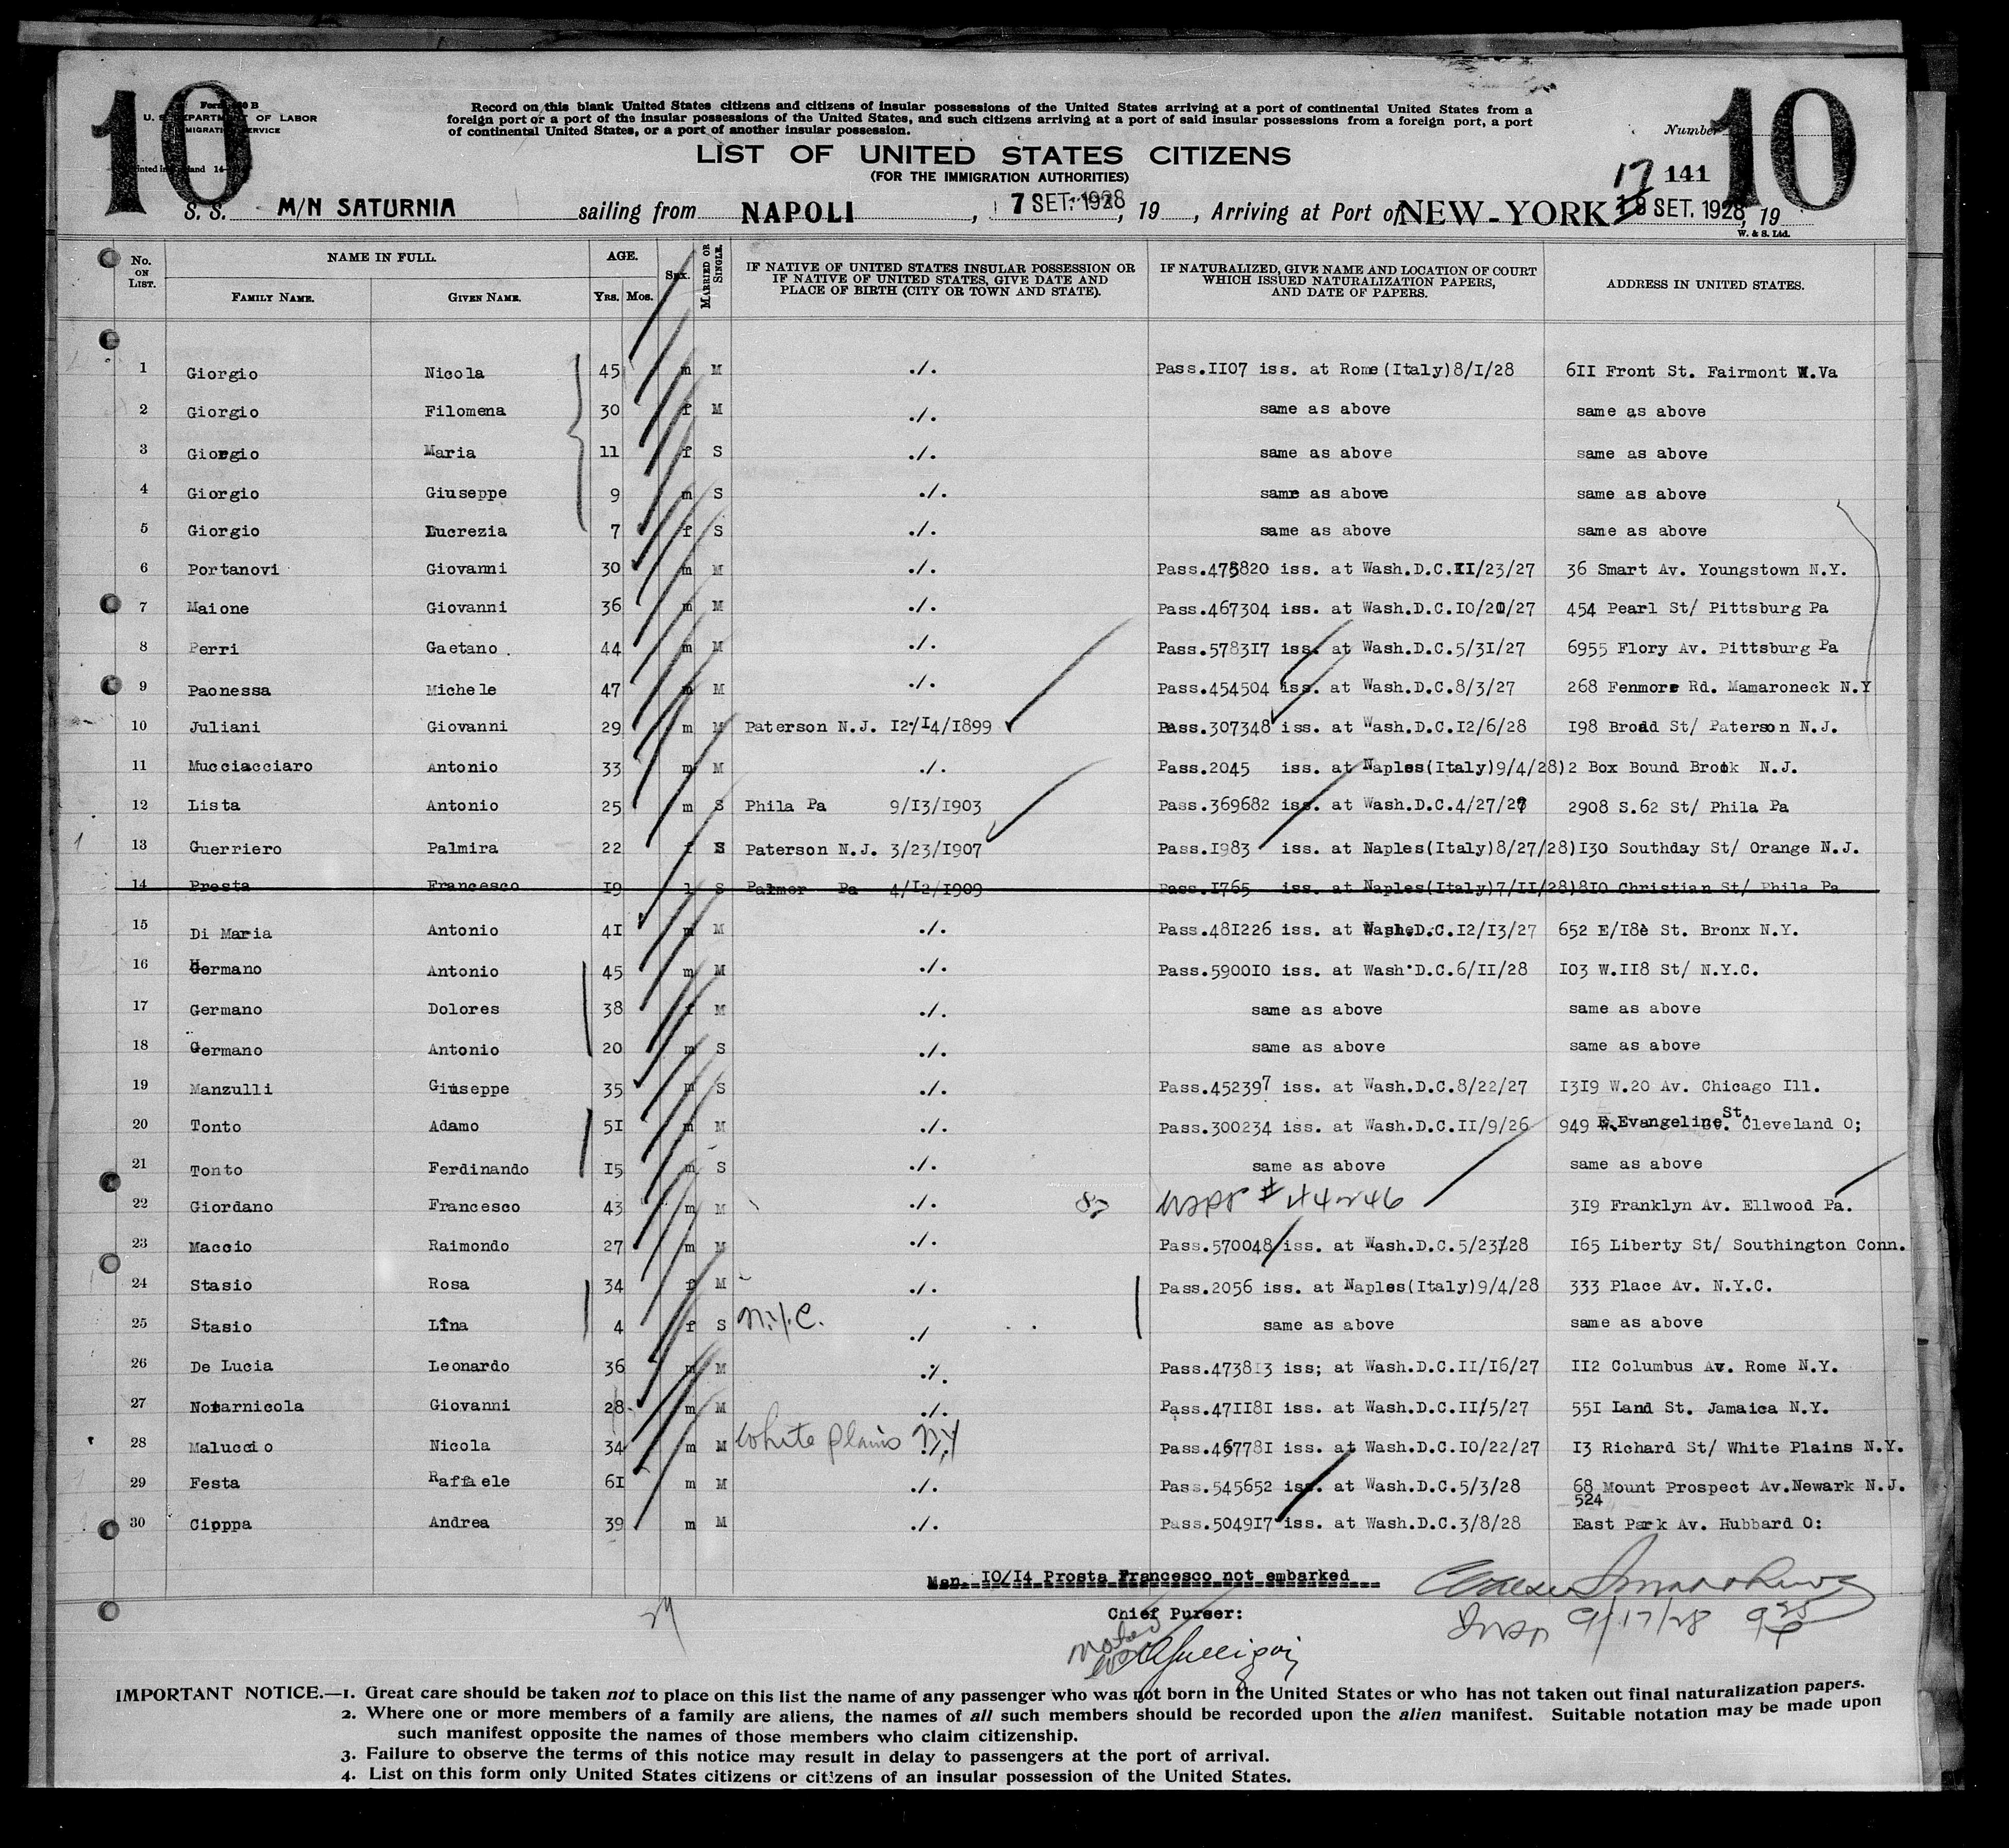 10
10
Form 630 B
U. S. DEPARTMENT OF LABOR
IMMIGRATION SERVICE
Record on this blank United States citizens and citizens of insular possessions of the United States arriving at a port of continental United States from a
foreign port or a port of the insular possessions of the United States, and such citizens arriving at a port of said insular possessions from a foreign port, a port
of continental United States, or a port of another insular possession.
Number
LIST OF UNITED STATES CITIZENS
(FOR THE IMMIGRATION AUTHORITIES)
17 141
S. S. M/N SATURNIA sailing from NAPOLI, 7 SET. 1928, 19 , Arriving at Port of NEW-YORK 18 SET. 1928, 19
W. & S. Ltd.
No. ON LIST. NAME IN FULL. AGE. SEX. MARRIED OR SINGLE. IF NATIVE OF UNITED STATES INSULAR POSSESSION OR IF NATIVE OF UNITED STATES, GIVE DATE AND PLACE OF BIRTH (CITY OR TOWN AND STATE). IF NATURALIZED, GIVE NAME AND LOCATION OF COURT WHICH ISSUED NATURALIZATION PAPERS, AND DATE OF PAPERS. ADDRESS IN UNITED STATES.
FAMILY NAME. GIVEN NAME. YRS. MOS.
1 Giorgio Nicola 45 m M ./. Pass.1107 iss. at Rome(Italy)8/1/28 611 Front St. Fairmont W.Va
2 Giorgio Filomena 30 f M ./. same as above same as above
3 Giorgio Maria 11 f S ./. same as above same as above
4 Giorgio Giuseppe 9 m S ./. same as above same as above
5 Giorgio Lucrezia 7 f S ./. same as above same as above
6 Portanovi Giovanni 30 m M ./. Pass.475820 iss. at Wash.D.C.II/23/27 36 Smart Av. Youngstown N.Y.
7 Maione Giovanni 36 m M ./. Pass.467304 iss. at Wash.D.C.10/20/27 454 Pearl St/ Pittsburg Pa
8 Perri Gaetano. 44 m M ./. Pass.578317 iss. at Wash.D.C.5/31/27 6955 Flory Av. Pittsburg Pa
9 Paonessa Michele 47 m M ./. Pass.454504 iss. at Wash.D.C.8/3/27 268 Fenmore Rd. Mamaroneck N.Y
10 Juliani Giovanni 29 m M Paterson N.J. 12/14/1899 Pass.307348 iss. at Wash.D.C.12/6/28 198 Broad St/ Paterson N.J.
11 Mucciacciaro Antonio 33 m M ./. Pass.2045 iss. at Naples(Italy)9/4/28)2 Box Bound Brook N.J.
12 Lista Antonio 25 m S Phila Pa 9/13/1903 Pass.369682 iss. at Wash.D.C.4/27/27 2908 S.62 St/ Phila Pa
13 Guerriero Palmira 22 f S Paterson N.J. 3/23/1907 Pass.1983 iss. at Naples(Italy)8/27/28)130 Southday St/ Orange N.J.
14 Presta Francesco 19 S Palmer Pa 4/12/1909 Pass.1765 iss. at Naples(Italy)7/11/28)810 Christian St/ Phila Pa
15 Di Maria Antonio 41 m M ./. Pass.481226 iss. at Wash.D.C.12/13/27 652 E/18è St. Bronx N.Y.
16 Germano Antonio 45 m M ./. Pass.590010 iss. at Wash.D.C.6/11/28 103 W.118 St/ N.Y.C.
17 Germano Dolores 38 f M ./. same as above same as above
18 Germano Antonio 20 m S ./. same as above same as above
19 Manzulli Giuseppe 35 m S ./. Pass.452397 iss. at Wash.D.C.8/22/27 1319 W.20 Av. Chicago Ill.
20 Tonto Adamo 51 m M ./. Pass.300234 iss. at Wash.D.C.II/9/26 949 E.Evangeline St. Cleveland O;
21 Tonto Ferdinando 15 m S ./. same as above same as above
22 Giordano Francesco 43 m M ./. #44246 319 Franklyn Av. Ellwood Pa.
23 Maccio Raimondo 27 m M ./. Pass.570048 iss. at Wash.D.C.5/23/28 165 Liberty St/ Southington Conn.
24 Stasio Rosa 34 f M ./. Pass.2056 iss. at Naples(Italy)9/4/28 333 Place Av. N.Y.C.
25 Stasio Lina 4 f S N.Y.C. ./ same as above same as above
26 De Lucia Leonardo 36 m M ./. Pass.473813 iss; at Wash.D.C.II/16/27 112 Columbus Av. Rome N.Y.
27 Notarnicola Giovanni 28 m M ./. Pass.471181 iss. at Wash.D.C.II/5/27 551 Land St. Jamaica N.Y.
28 Maluccio Nicola 34 m M White Plains N.Y Pass.467781 iss. at Wash.D.C.10/22/27 13 Richard St/ White Plains N.Y.
29 Festa Raffaele 61 m M ./. Pass.545652 iss. at Wash.D.C.5/3/28 68 Mount Prospect Av.Newark N.J.
30 Cioppa Andrea 39 m M ./. Pass.504917 iss. at Wash.D.C.3/8/28 524 East Park Av. Hubbard O:
Man. 10/14 Prosta Francesco not embarked
Chief Purser:
Insp 9/17/28
noted
IMPORTANT NOTICE.—1. Great care should be taken not to place on this list the name of any passenger who was not born in the United States or who has not taken out final naturalization papers.
2. Where one or more members of a family are aliens, the names of all such members should be recorded upon the alien manifest. Suitable notation may be made upon
such manifest opposite the names of those members who claim citizenship.
3. Failure to observe the terms of this notice may result in delay to passengers at the port of arrival.
4. List on this form only United States citizens or citizens of an insular possession of the United States.